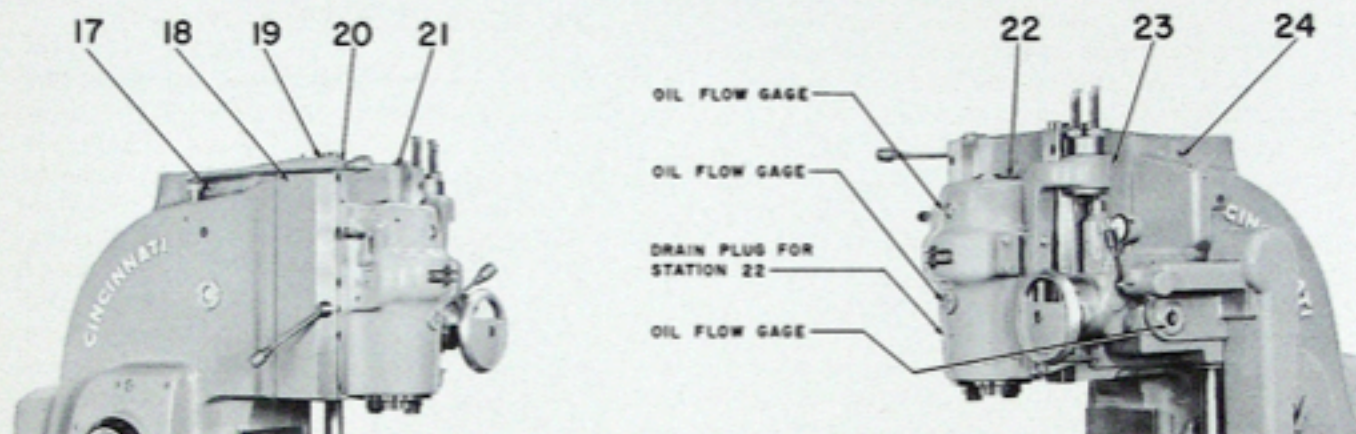 17 18 19 20 21
22 23 24
OIL FLOW GAGE
OIL FLOW GAGE
DRAIN PLUG FOR
STATION 22
OIL FLOW GAGE
CINCINNATI
CIN